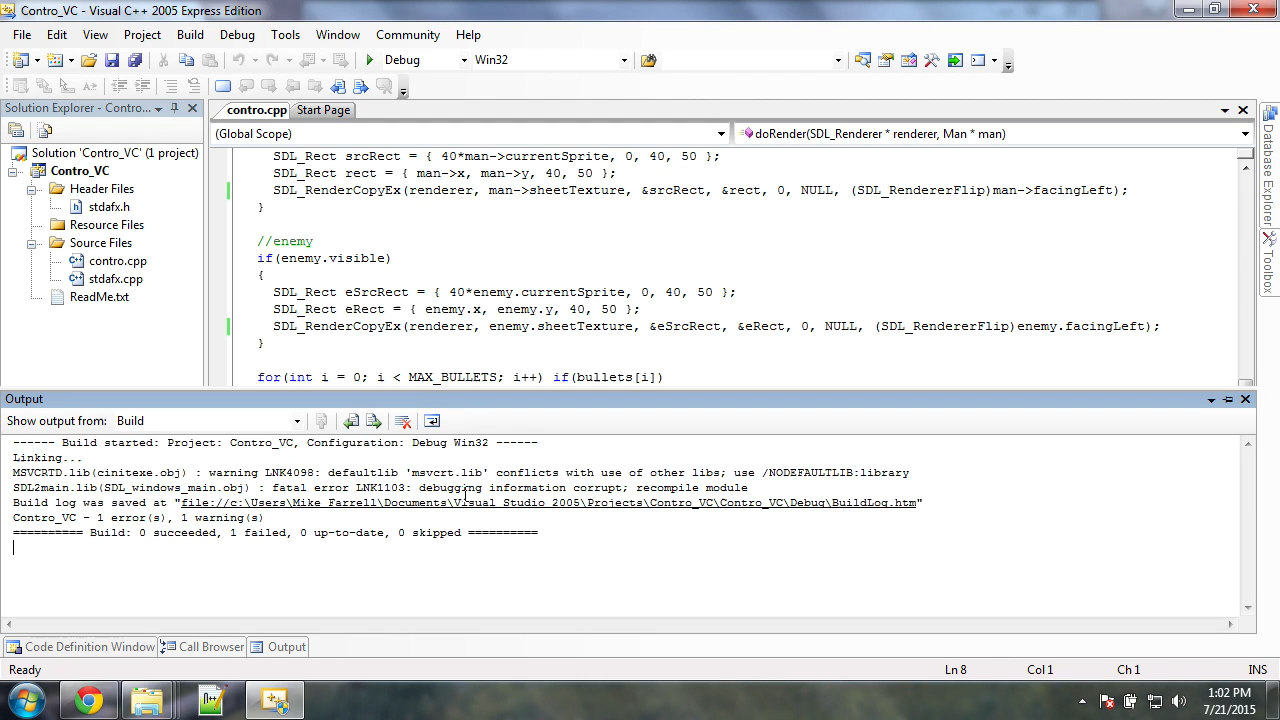 Contro_VC - Visual C++ 2005 Express Edition
File Edit View Project Build Debug Tools Window Community Help
Debug Win32
Solution Explorer - Contro...
contro.cpp Start Page
(Global Scope) doRender(SDL_Renderer * renderer, Man * man)
Solution 'Contro_VC' (1 project)
Contro_VC
Header Files
stdafx.h
Resource Files
Source Files
contro.cpp
stdafx.cpp
ReadMe.txt
SDL_Rect srcRect = { 40*man->currentSprite, 0, 40, 50 };
SDL_Rect rect = { man->x, man->y, 40, 50 };
SDL_RenderCopyEx(renderer, man->sheetTexture, &srcRect, &rect, 0, NULL, (SDL_RendererFlip)man->facingLeft);
}
//enemy
if(enemy.visible)
{
SDL_Rect eSrcRect = { 40*enemy.currentSprite, 0, 40, 50 };
SDL_Rect eRect = { enemy.x, enemy.y, 40, 50 };
SDL_RenderCopyEx(renderer, enemy.sheetTexture, &eSrcRect, &eRect, 0, NULL, (SDL_RendererFlip)enemy.facingLeft);
}
for(int i = 0; i < MAX_BULLETS; i++) if(bullets[i])
Database Explorer
Toolbox
Output
Show output from: Build
------ Build started: Project: Contro_VC, Configuration: Debug Win32 ------
Linking...
MSVCRTD.lib(cinitexe.obj) : warning LNK4098: defaultlib 'msvcrt.lib' conflicts with use of other libs; use /NODEFAULTLIB:library
SDL2main.lib(SDL_windows_main.obj) : fatal error LNK1103: debugging information corrupt; recompile module
Build log was saved at "file://c:\Users\Mike Farrell\Documents\Visual Studio 2005\Projects\Contro_VC\Contro_VC\Debug\BuildLog.htm"
Contro_VC - 1 error(s), 1 warning(s)
========== Build: 0 succeeded, 1 failed, 0 up-to-date, 0 skipped ==========
Code Definition Window Call Browser Output
Ready Ln 8 Col 1 Ch 1 INS
1:02 PM
7/21/2015